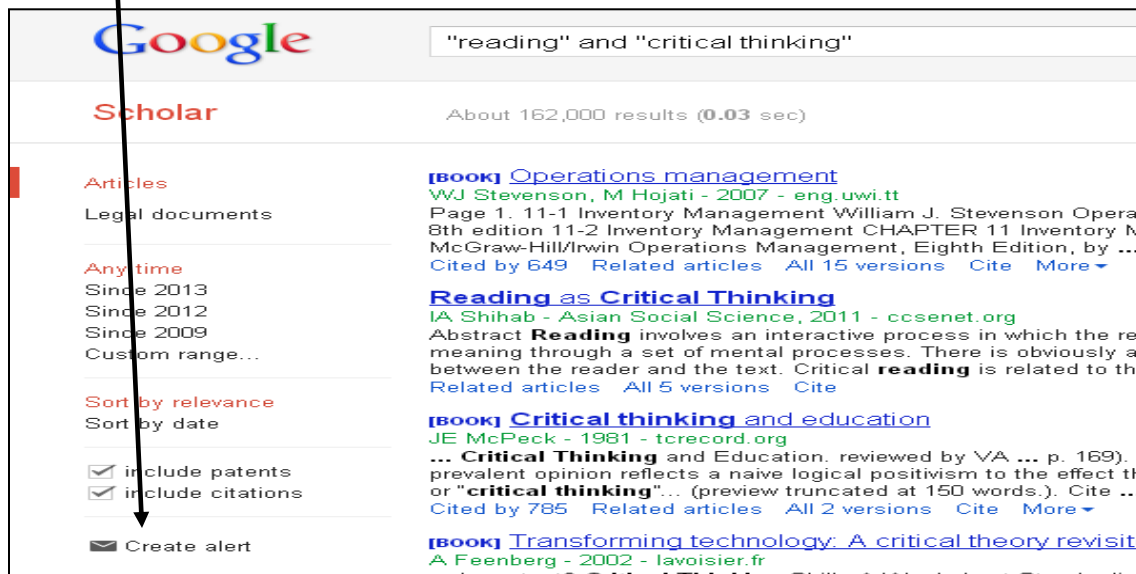 Google
"reading" and "critical thinking"
Scholar
About 162,000 results (0.03 sec)
Articles
Legal documents
Any time
Since 2013
Since 2012
Since 2009
Custom range...
Sort by relevance
Sort by date
include patents
include citations
Create alert
[BOOK] Operations management
WJ Stevenson, M Hojati - 2007 - eng.uwi.tt
Page 1. 11-1 Inventory Management William J. Stevenson Opera
8th edition 11-2 Inventory Management CHAPTER 11 Inventory M
McGraw-Hill/Irwin Operations Management, Eighth Edition, by ...
Cited by 649 Related articles All 15 versions Cite More
Reading as Critical Thinking
IA Shihab - Asian Social Science, 2011 - ccsenet.org
Abstract Reading involves an interactive process in which the re
meaning through a set of mental processes. There is obviously a
between the reader and the text. Critical reading is related to th
Related articles All 5 versions Cite
[BOOK] Critical thinking and education
JE McPeck - 1981 - tcrecord.org
... Critical Thinking and Education. reviewed by VA ... p. 169).
prevalent opinion reflects a naive logical positivism to the effect th
or "critical thinking"... (preview truncated at 150 words.). Cite ...
Cited by 785 Related articles All 2 versions Cite More
[BOOK] Transforming technology: A critical theory revisit
A Feenberg - 2002 - lavoisier.fr